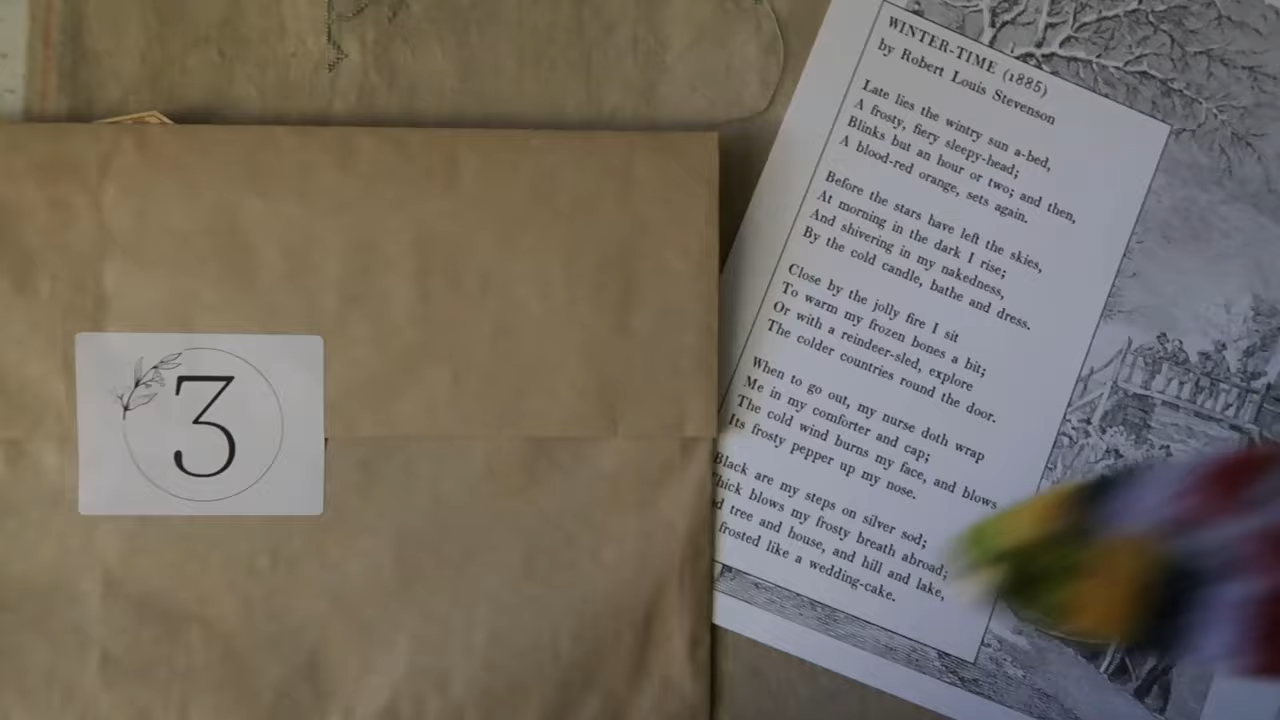 3
WINTER-TIME (1885)
by Robert Louis Stevenson
Late lies the wintry sun a-bed,
A frosty, fiery sleepy-head;
Blinks but an hour or two; and then,
A blood-red orange, sets again.
Before the stars have left the skies,
At morning in the dark I rise;
And shivering in my nakedness,
By the cold candle, bathe and dress.
Close by the jolly fire I sit
To warm my frozen bones a bit;
Or with a reindeer-sled, explore
The colder countries round the door.
When to go out, my nurse doth wrap
Me in my comforter and cap;
The cold wind burns my face, and blows
Its frosty pepper up my nose.
Black are my steps on silver sod;
hick blows my frosty breath abroad;
d tree and house, and hill and lake,
frosted like a wedding-cake.